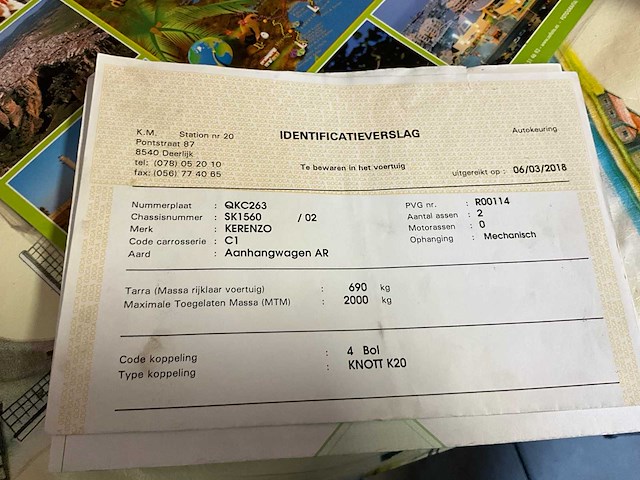 K.M. Station nr 20
IDENTIFICATIEVERSLAG
Autokeuring
Pontstraat 87
8540 Deerlijk
tel: (078) 05 20 10
fax: (056) 77 40 65
Te bewaren in het voertuig
uitgereikt op : 06/03/2018
Nummerplaat : QKC263
Chassisnummer : SK1560 / 02
Merk : KERENZO
Code carrosserie : C1
Aard : Aanhangwagen AR
PVG nr. : R00114
Aantal assen : 2
Motorassen : 0
Ophanging : Mechanisch
Tarra (Massa rijklaar voertuig) : 690 kg
Maximale Toegelaten Massa (MTM) : 2000 kg
Code koppeling : 4 Bol
Type koppeling : KNOTT K20